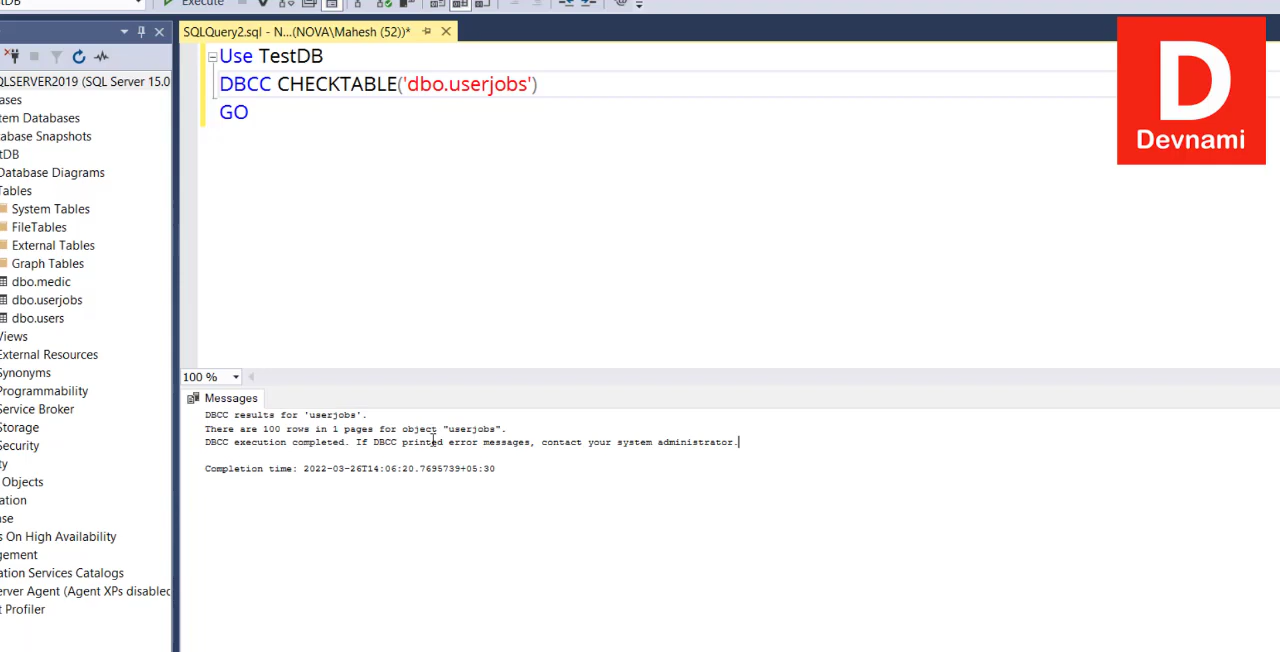 tDB
Execute
SQLQuery2.sql - N...(NOVA\Mahesh (52))*
Use TestDB
DBCC CHECKTABLE('dbo.userjobs')
GO
D
Devnami
QLSERVER2019 (SQL Server 15.0
ases
tem Databases
tabase Snapshots
tDB
Database Diagrams
Tables
System Tables
FileTables
External Tables
Graph Tables
dbo.medic
dbo.userjobs
dbo.users
Views
External Resources
Synonyms
Programmability
Service Broker
Storage
Security
ty
Objects
ation
se
s On High Availability
gement
ation Services Catalogs
erver Agent (Agent XPs disabled
t Profiler
100 %
Messages
DBCC results for 'userjobs'.
There are 100 rows in 1 pages for object "userjobs".
DBCC execution completed. If DBCC printed error messages, contact your system administrator.
Completion time: 2022-03-26T14:06:20.7695739+05:30